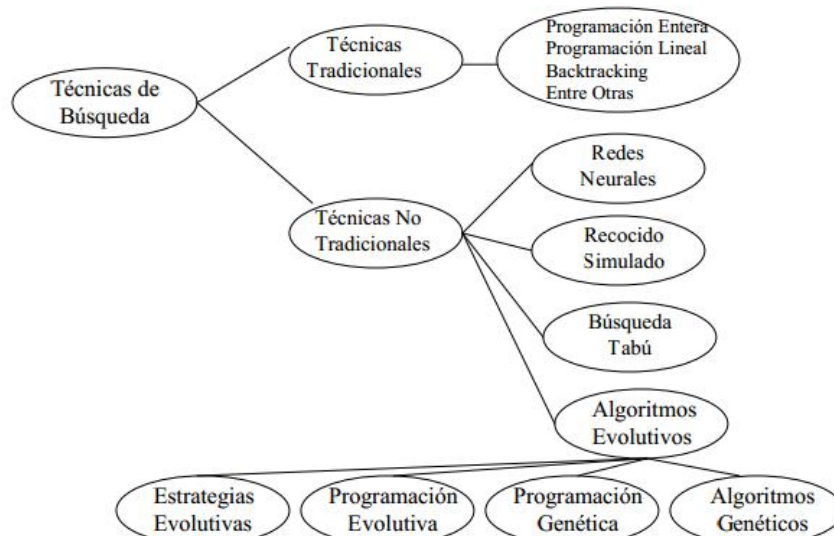 Técnicas de
Búsqueda
Técnicas
Tradicionales
Programación Entera
Programación Lineal
Backtracking
Entre Otras
Técnicas No
Tradicionales
Redes
Neurales
Recocido
Simulado
Búsqueda
Tabú
Algoritmos
Evolutivos
Estrategias
Evolutivas
Programación
Evolutiva
Programación
Genética
Algoritmos
Genéticos